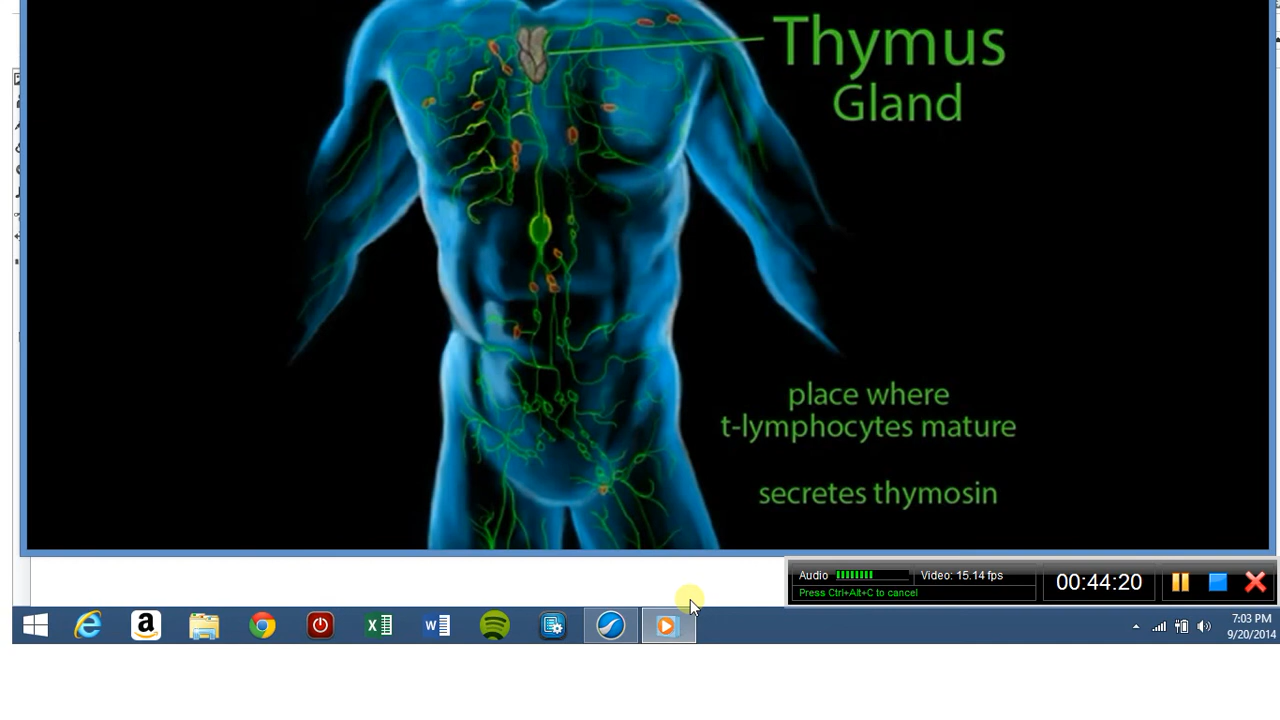 Thymus
Gland
place where
t-lymphocytes mature
secretes thymosin
Audio
Video: 15.14 fps
00:44:20
Press Ctrl+Alt+C to cancel
7:03 PM
9/20/2014